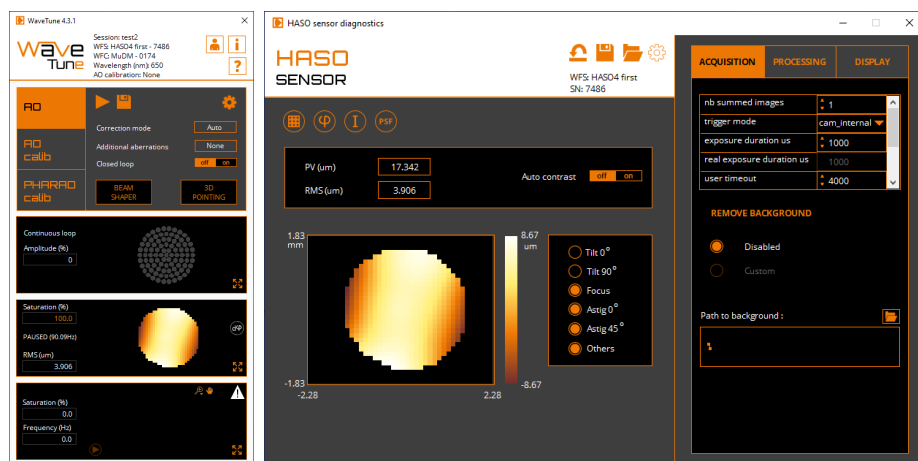 WaveTune 4.3.1
Wave
Tune
Session: test2
WFS: HASO4 first - 7486
WFC: MuDM - 0174
Wavelength (nm): 650
AO calibration: None
i
?
AO
AO
calib
PHARAO
calib
Correction mode
Auto
Additional aberrations
None
Closed loop
off on
BEAM
SHAPER
3D
POINTING
Continuous loop
Amplitude (%)
0
Saturation (%)
100.0
PAUSED (90.09Hz)
RMS (um)
3.906
dφ
Saturation (%)
0.0
Frequency (Hz)
0.0
HASO sensor diagnostics
HASO
SENSOR
WFS: HASO4 first
SN: 7486
φ
I
PSF
PV (um)
17.342
RMS (um)
3.906
Auto contrast
off on
1.83
mm
-1.83
-2.28
2.28
8.67
um
-8.67
Tilt 0°
Tilt 90°
Focus
Astig 0°
Astig 45°
Others
ACQUISITION
PROCESSING
DISPLAY
nb summed images
1
trigger mode
cam_internal
exposure duration us
1000
real exposure duration us
1000
user timeout
4000
REMOVE BACKGROUND
Disabled
Custom
Path to background :